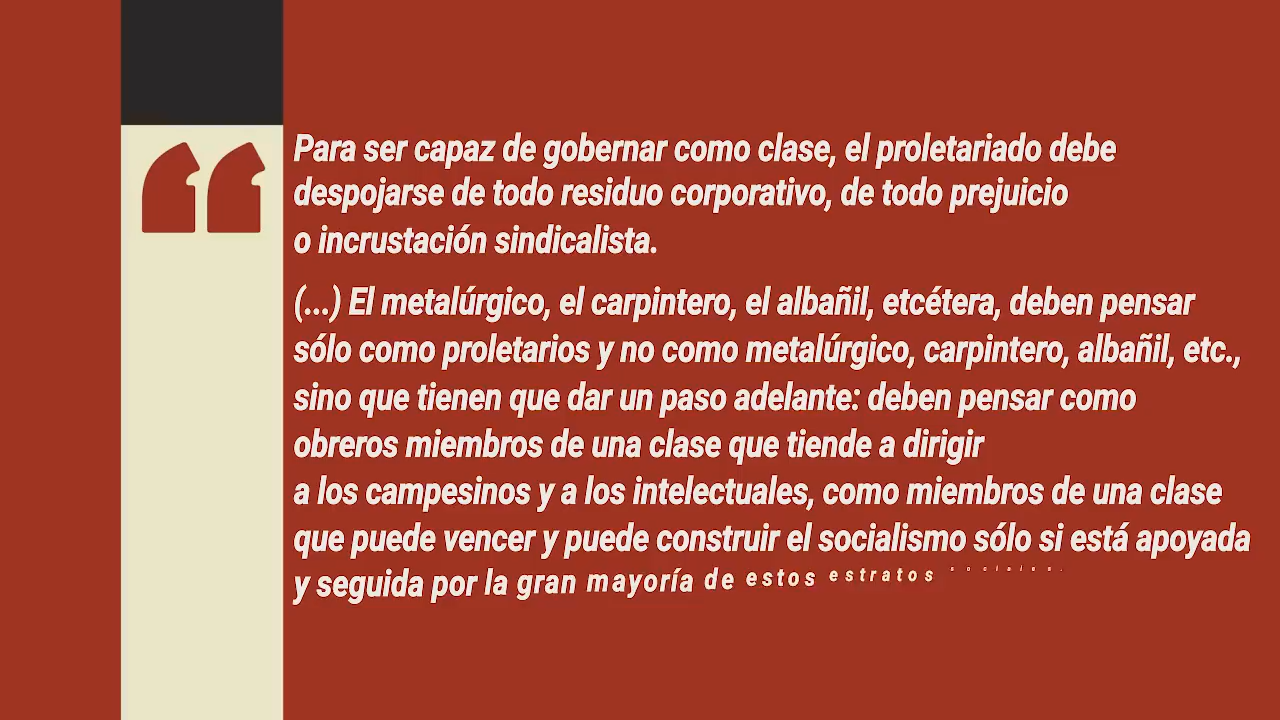 Para ser capaz de gobernar como clase, el proletariado debe
despojarse de todo residuo corporativo, de todo prejuicio
o incrustación sindicalista.
(...) El metalúrgico, el carpintero, el albañil, etcétera, deben pensar
sólo como proletarios y no como metalúrgico, carpintero, albañil, etc.,
sino que tienen que dar un paso adelante: deben pensar como
obreros miembros de una clase que tiende a dirigir
a los campesinos y a los intelectuales, como miembros de una clase
que puede vencer y puede construir el socialismo sólo si está apoyada
y seguida por la gran mayoría de estos estratos sociales.